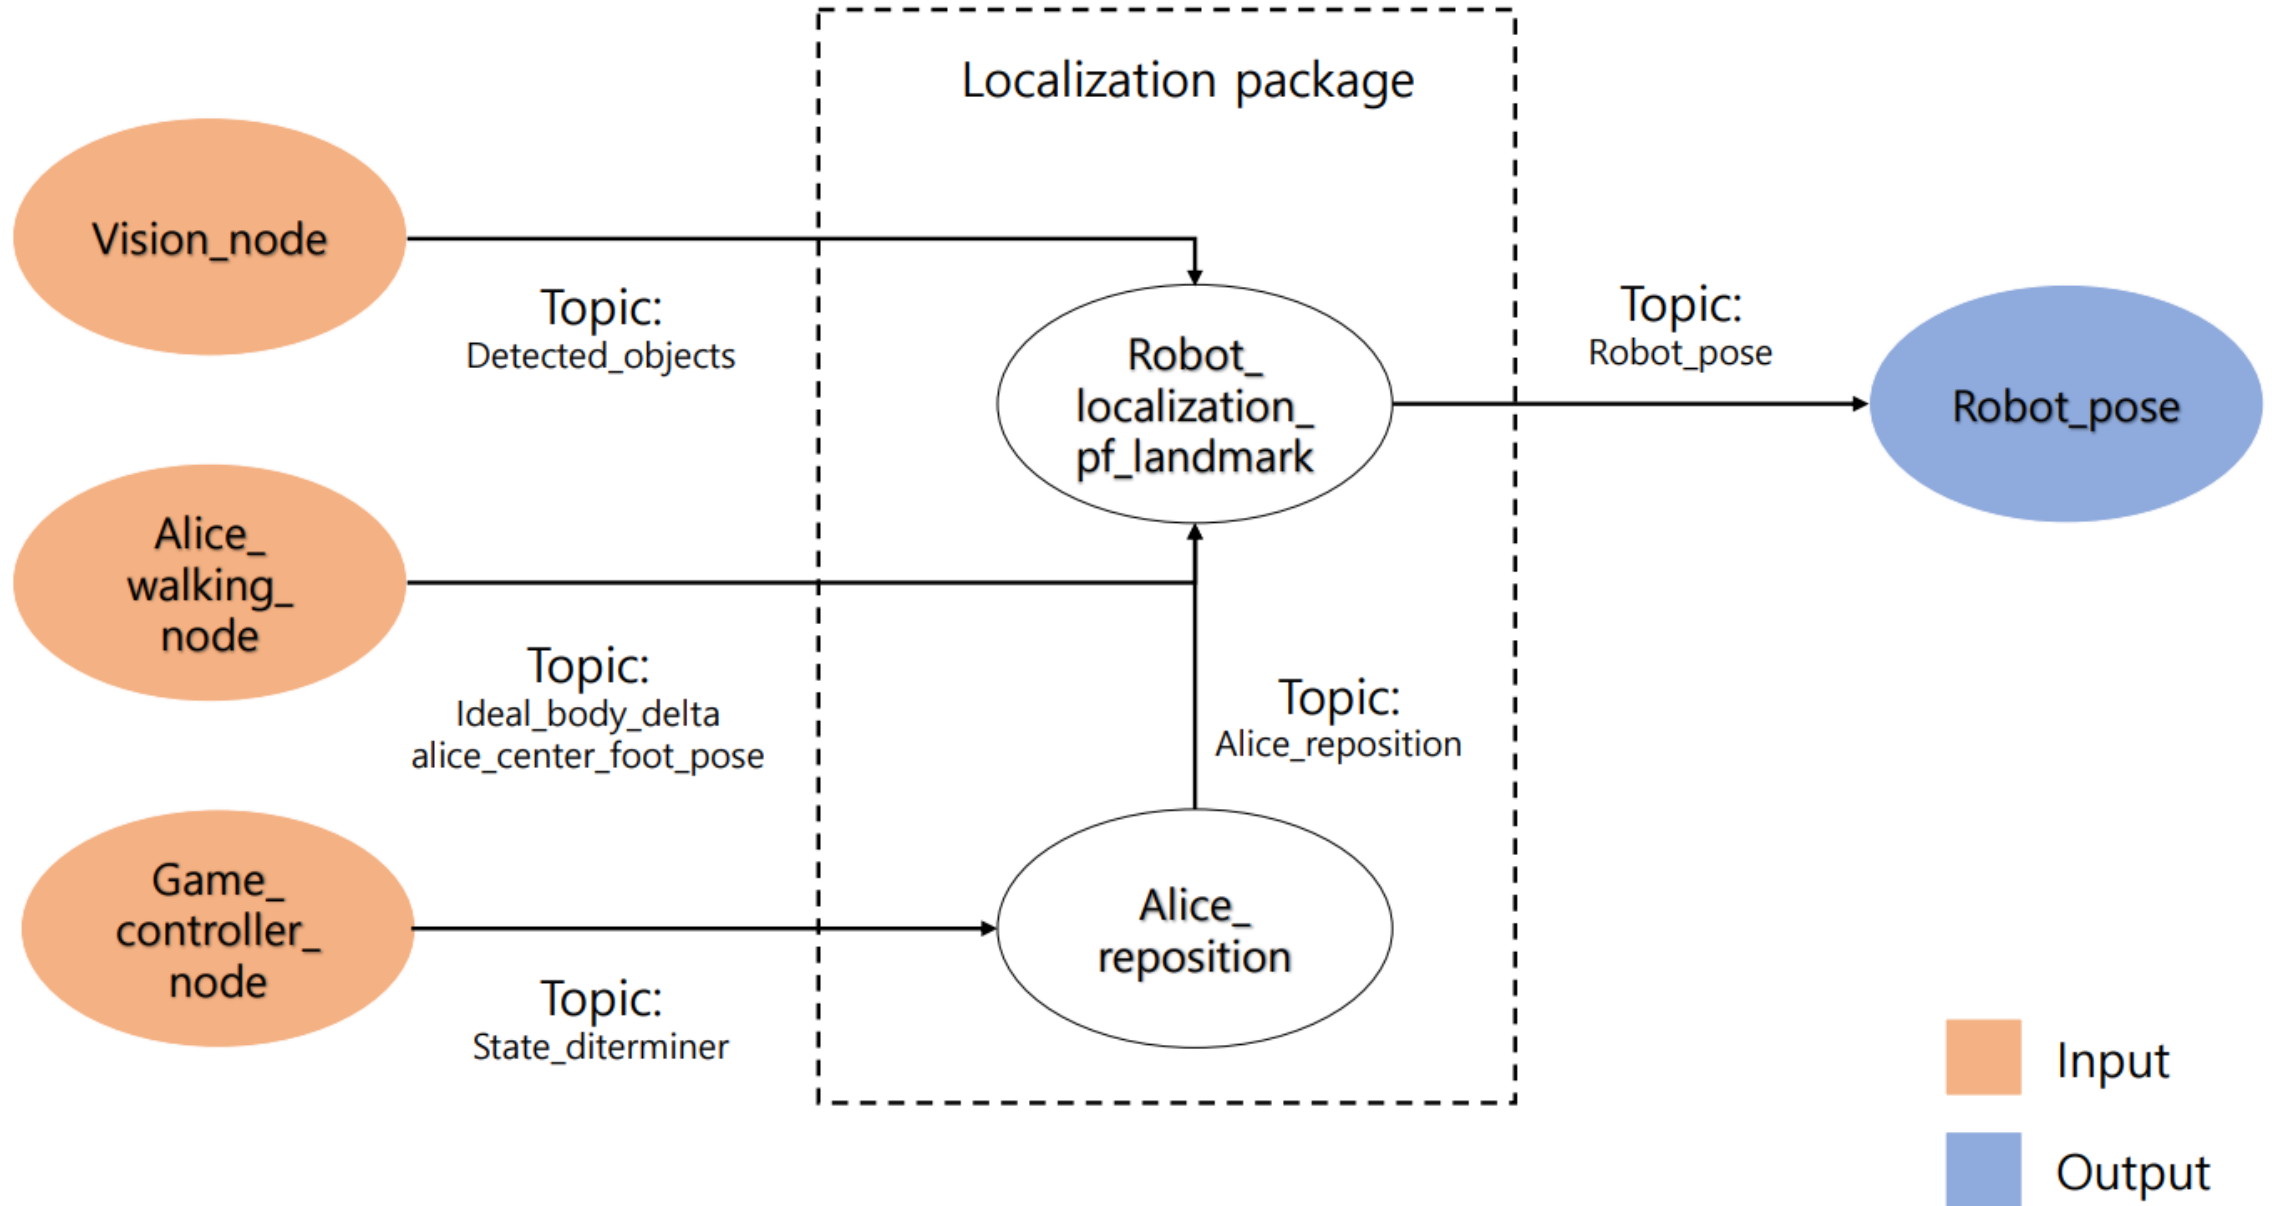 Localization package
Vision_node
Topic:
Detected_objects
Robot_
localization_
pf_landmark
Topic:
Robot_pose
Robot_pose
Alice_
walking_
node
Topic:
Ideal_body_delta
alice_center_foot_pose
Topic:
Alice_reposition
Game_
controller_
node
Topic:
State_diterminer
Alice_
reposition
Input
Output